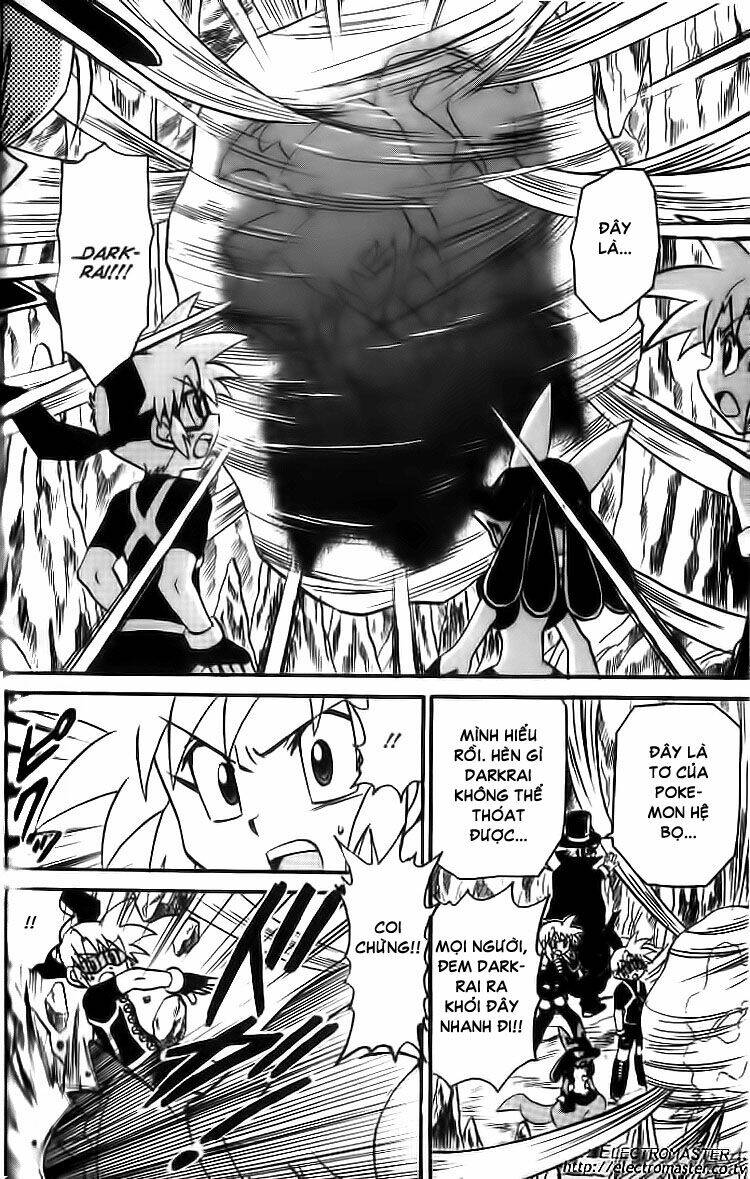 ĐÂY
LÀ...
DARK-
RAI!!!
ĐÂY LÀ
TƠ CỦA
POKE-
MON HỆ
BỌ...
MÌNH HIỂU
RỒI. HÈN GÌ
DARKRAI
KHÔNG THỂ
THÓAT
ĐƯỢC...
MỌI NGƯỜI,
ĐEM DARK-
RAI RA
KHỎI ĐÂY
NHANH ĐI!!
!!
COI
CHỪNG!!
!!
ELECTROMASTER
http://electromaster.co.tv